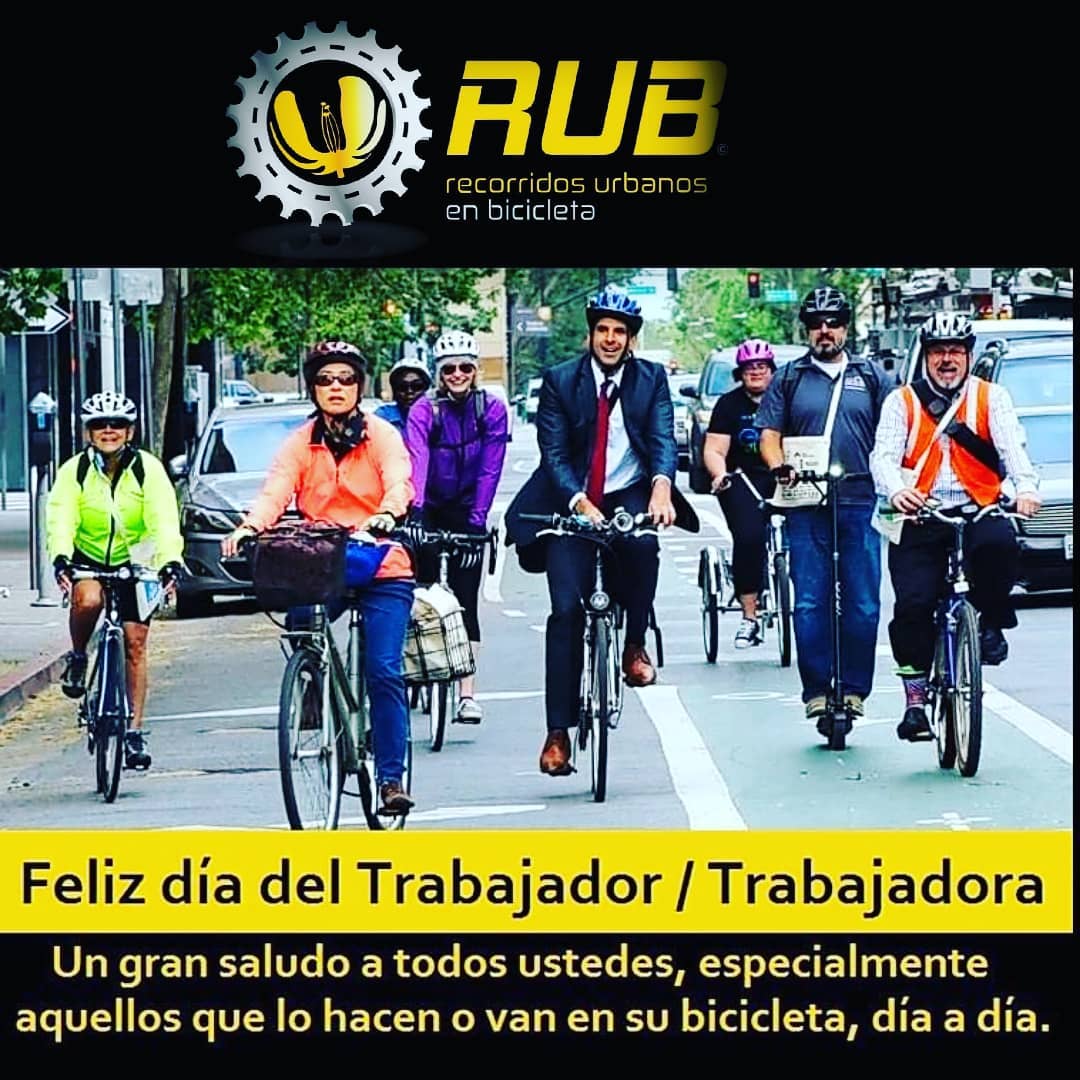 RUB
©
recorridos urbanos
en bicicleta
Feliz día del Trabajador / Trabajadora
Un gran saludo a todos ustedes, especialmente
aquellos que lo hacen o van en su bicicleta, día a día.